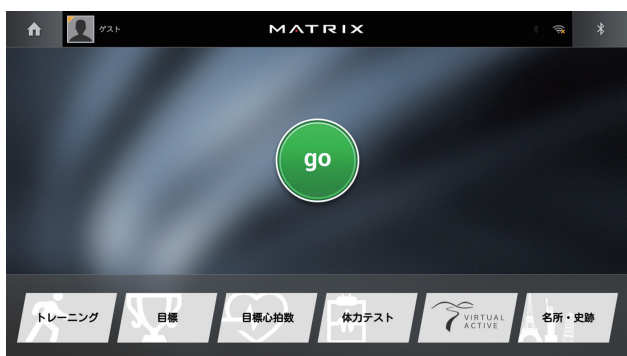 ゲスト
MATRIX
go
トレーニング
目標
目標心拍数
体力テスト
VIRTUAL
ACTIVE
名所・史跡